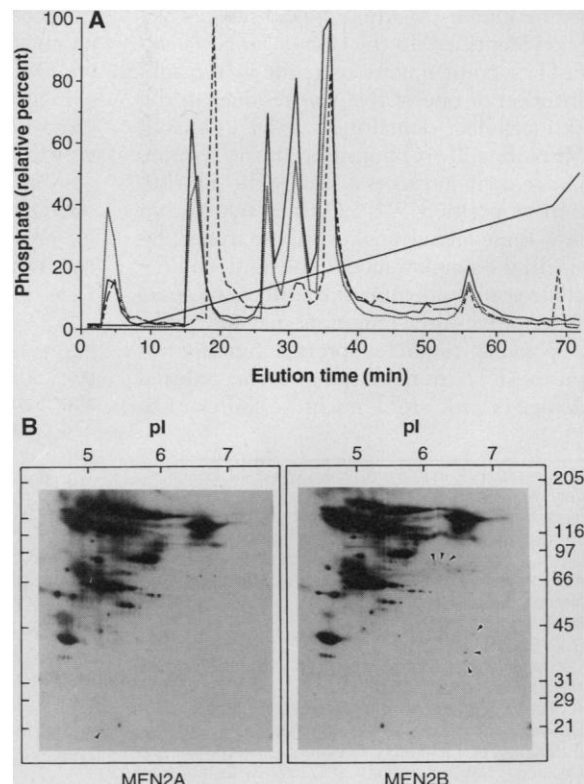 A
Phosphate (relative percent)
100
80
60
40
20
0
0 10 20 30 40 50 60 70
Elution time (min)
B
pI
5 6 7
pI
5 6 7
205
116
97
66
45
31
29
21
MEN2A
MEN2B